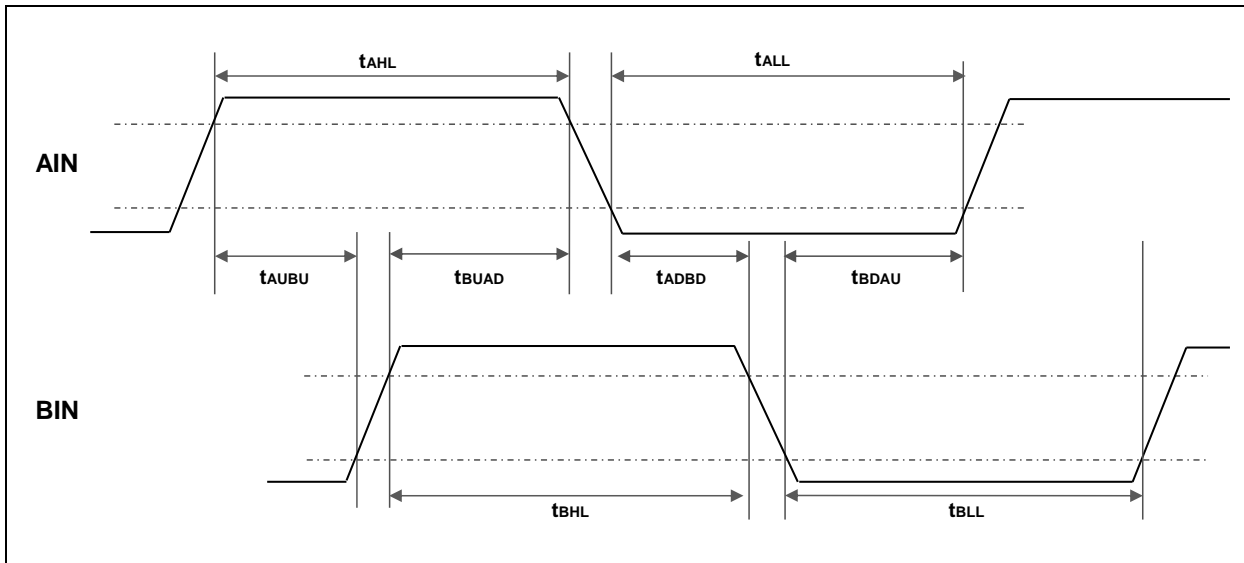 tAHL
tALL
AIN
tAUBU
tBUAD
tADBD
tBDAU
BIN
tBHL
tBLL